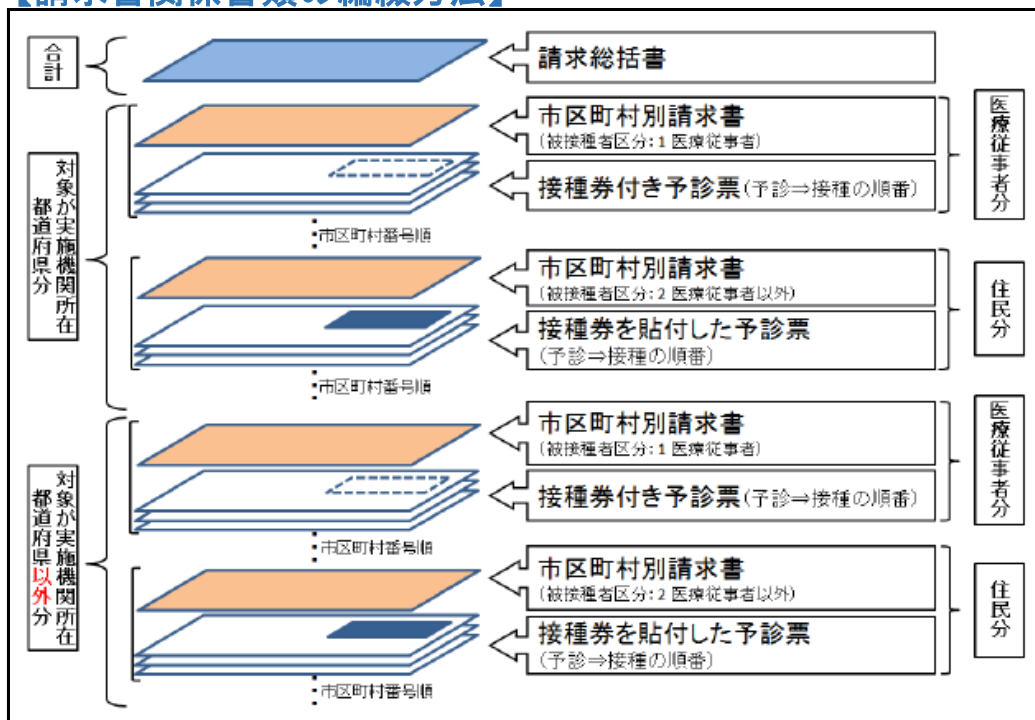 【請求書関係書類の編綴方法】
合計
請求総括書
対象が実施機関所在
都道府県分
市区町村別請求書
(被接種者区分:1 医療従事者)
接種券付き予診票(予診⇒接種の順番)
医療従事者分
市区町村番号順
市区町村別請求書
(被接種者区分:2 医療従事者以外)
接種券を貼付した予診票
(予診⇒接種の順番)
住民分
市区町村番号順
対象が実施機関所在
都道府県以外分
市区町村別請求書
(被接種者区分:1 医療従事者)
接種券付き予診票(予診⇒接種の順番)
医療従事者分
市区町村番号順
市区町村別請求書
(被接種者区分:2 医療従事者以外)
接種券を貼付した予診票
(予診⇒接種の順番)
住民分
市区町村番号順